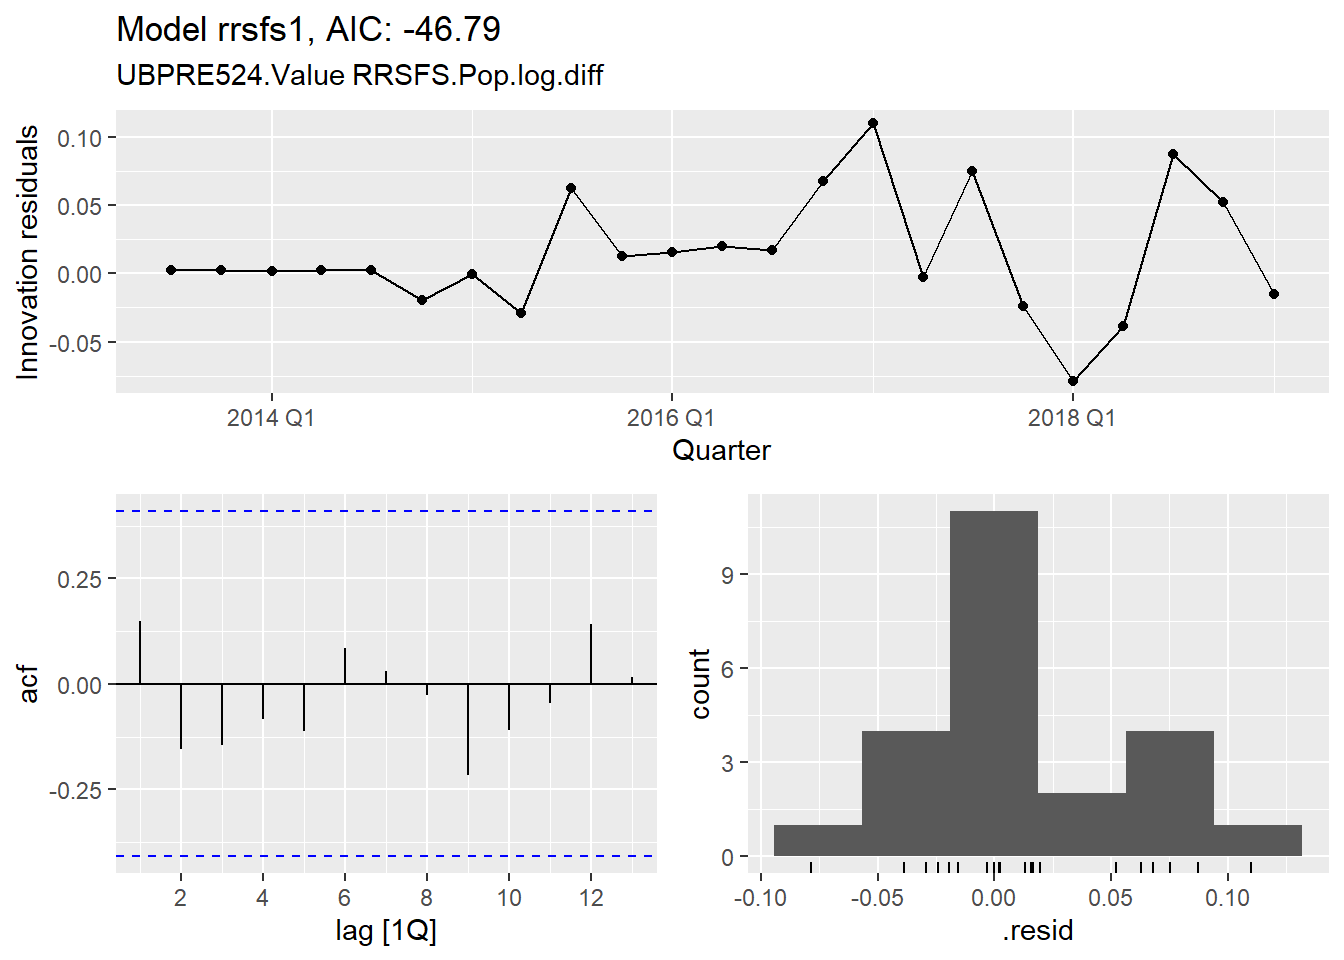 Model rrsfs1, AIC: -46.79
UBPRE524.Value RRSFS.Pop.log.diff
Innovation residuals
0.10
0.05
0.00
-0.05
2014 Q1 2016 Q1 2018 Q1
Quarter
acf
0.25
0.00
-0.25
2 4 6 8 10 12
lag [1Q]
count
9
6
3
0
-0.10 -0.05 0.00 0.05 0.10
.resid